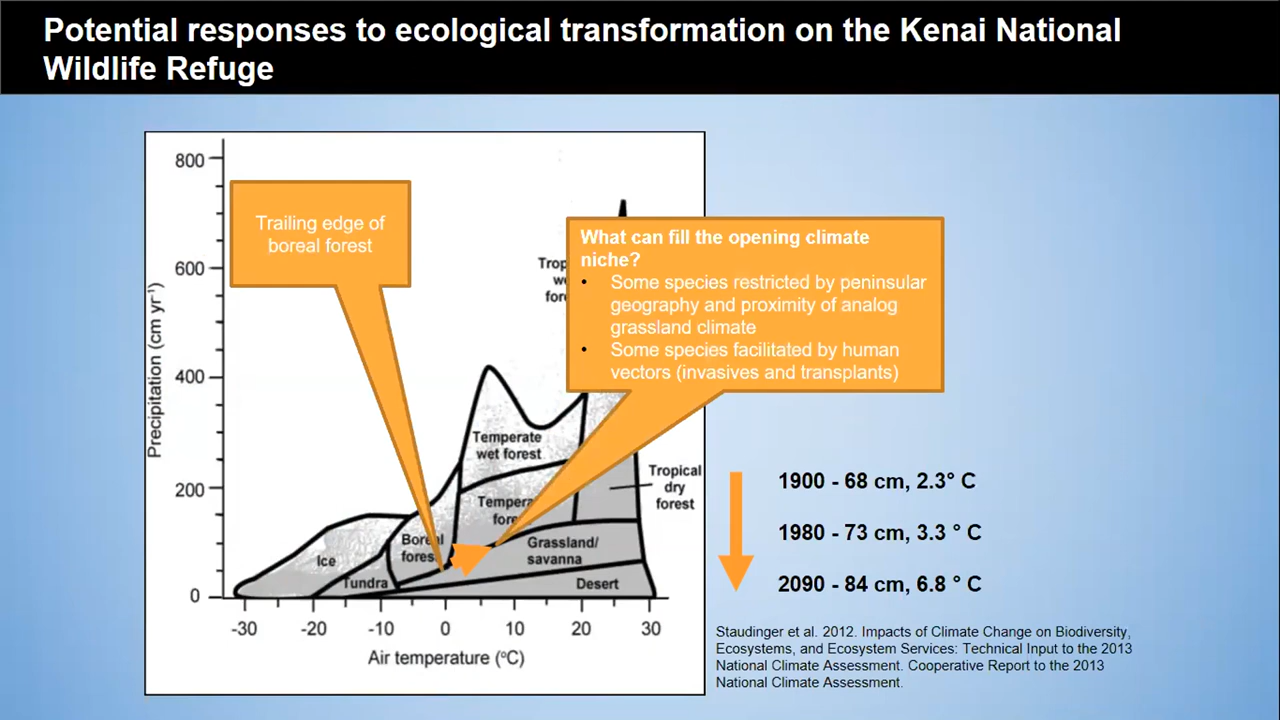 Potential responses to ecological transformation on the Kenai National
Wildlife Refuge
800
600
400
200
0
Precipitation (cm yr⁻¹)
Trailing edge of
boreal forest
What can fill the opening climate
niche?
• Some species restricted by peninsular
geography and proximity of analog
grassland climate
• Some species facilitated by human
vectors (invasives and transplants)
Temperate
wet forest
Tropical
dry
forest
Ice
Tundra
Grassland/
savanna
Desert
-30 -20 -10 0 10 20 30
Air temperature (°C)
1900 - 68 cm, 2.3° C
1980 - 73 cm, 3.3 ° C
2090 - 84 cm, 6.8 ° C
Staudinger et al. 2012. Impacts of Climate Change on Biodiversity,
Ecosystems, and Ecosystem Services: Technical Input to the 2013
National Climate Assessment. Cooperative Report to the 2013
National Climate Assessment.